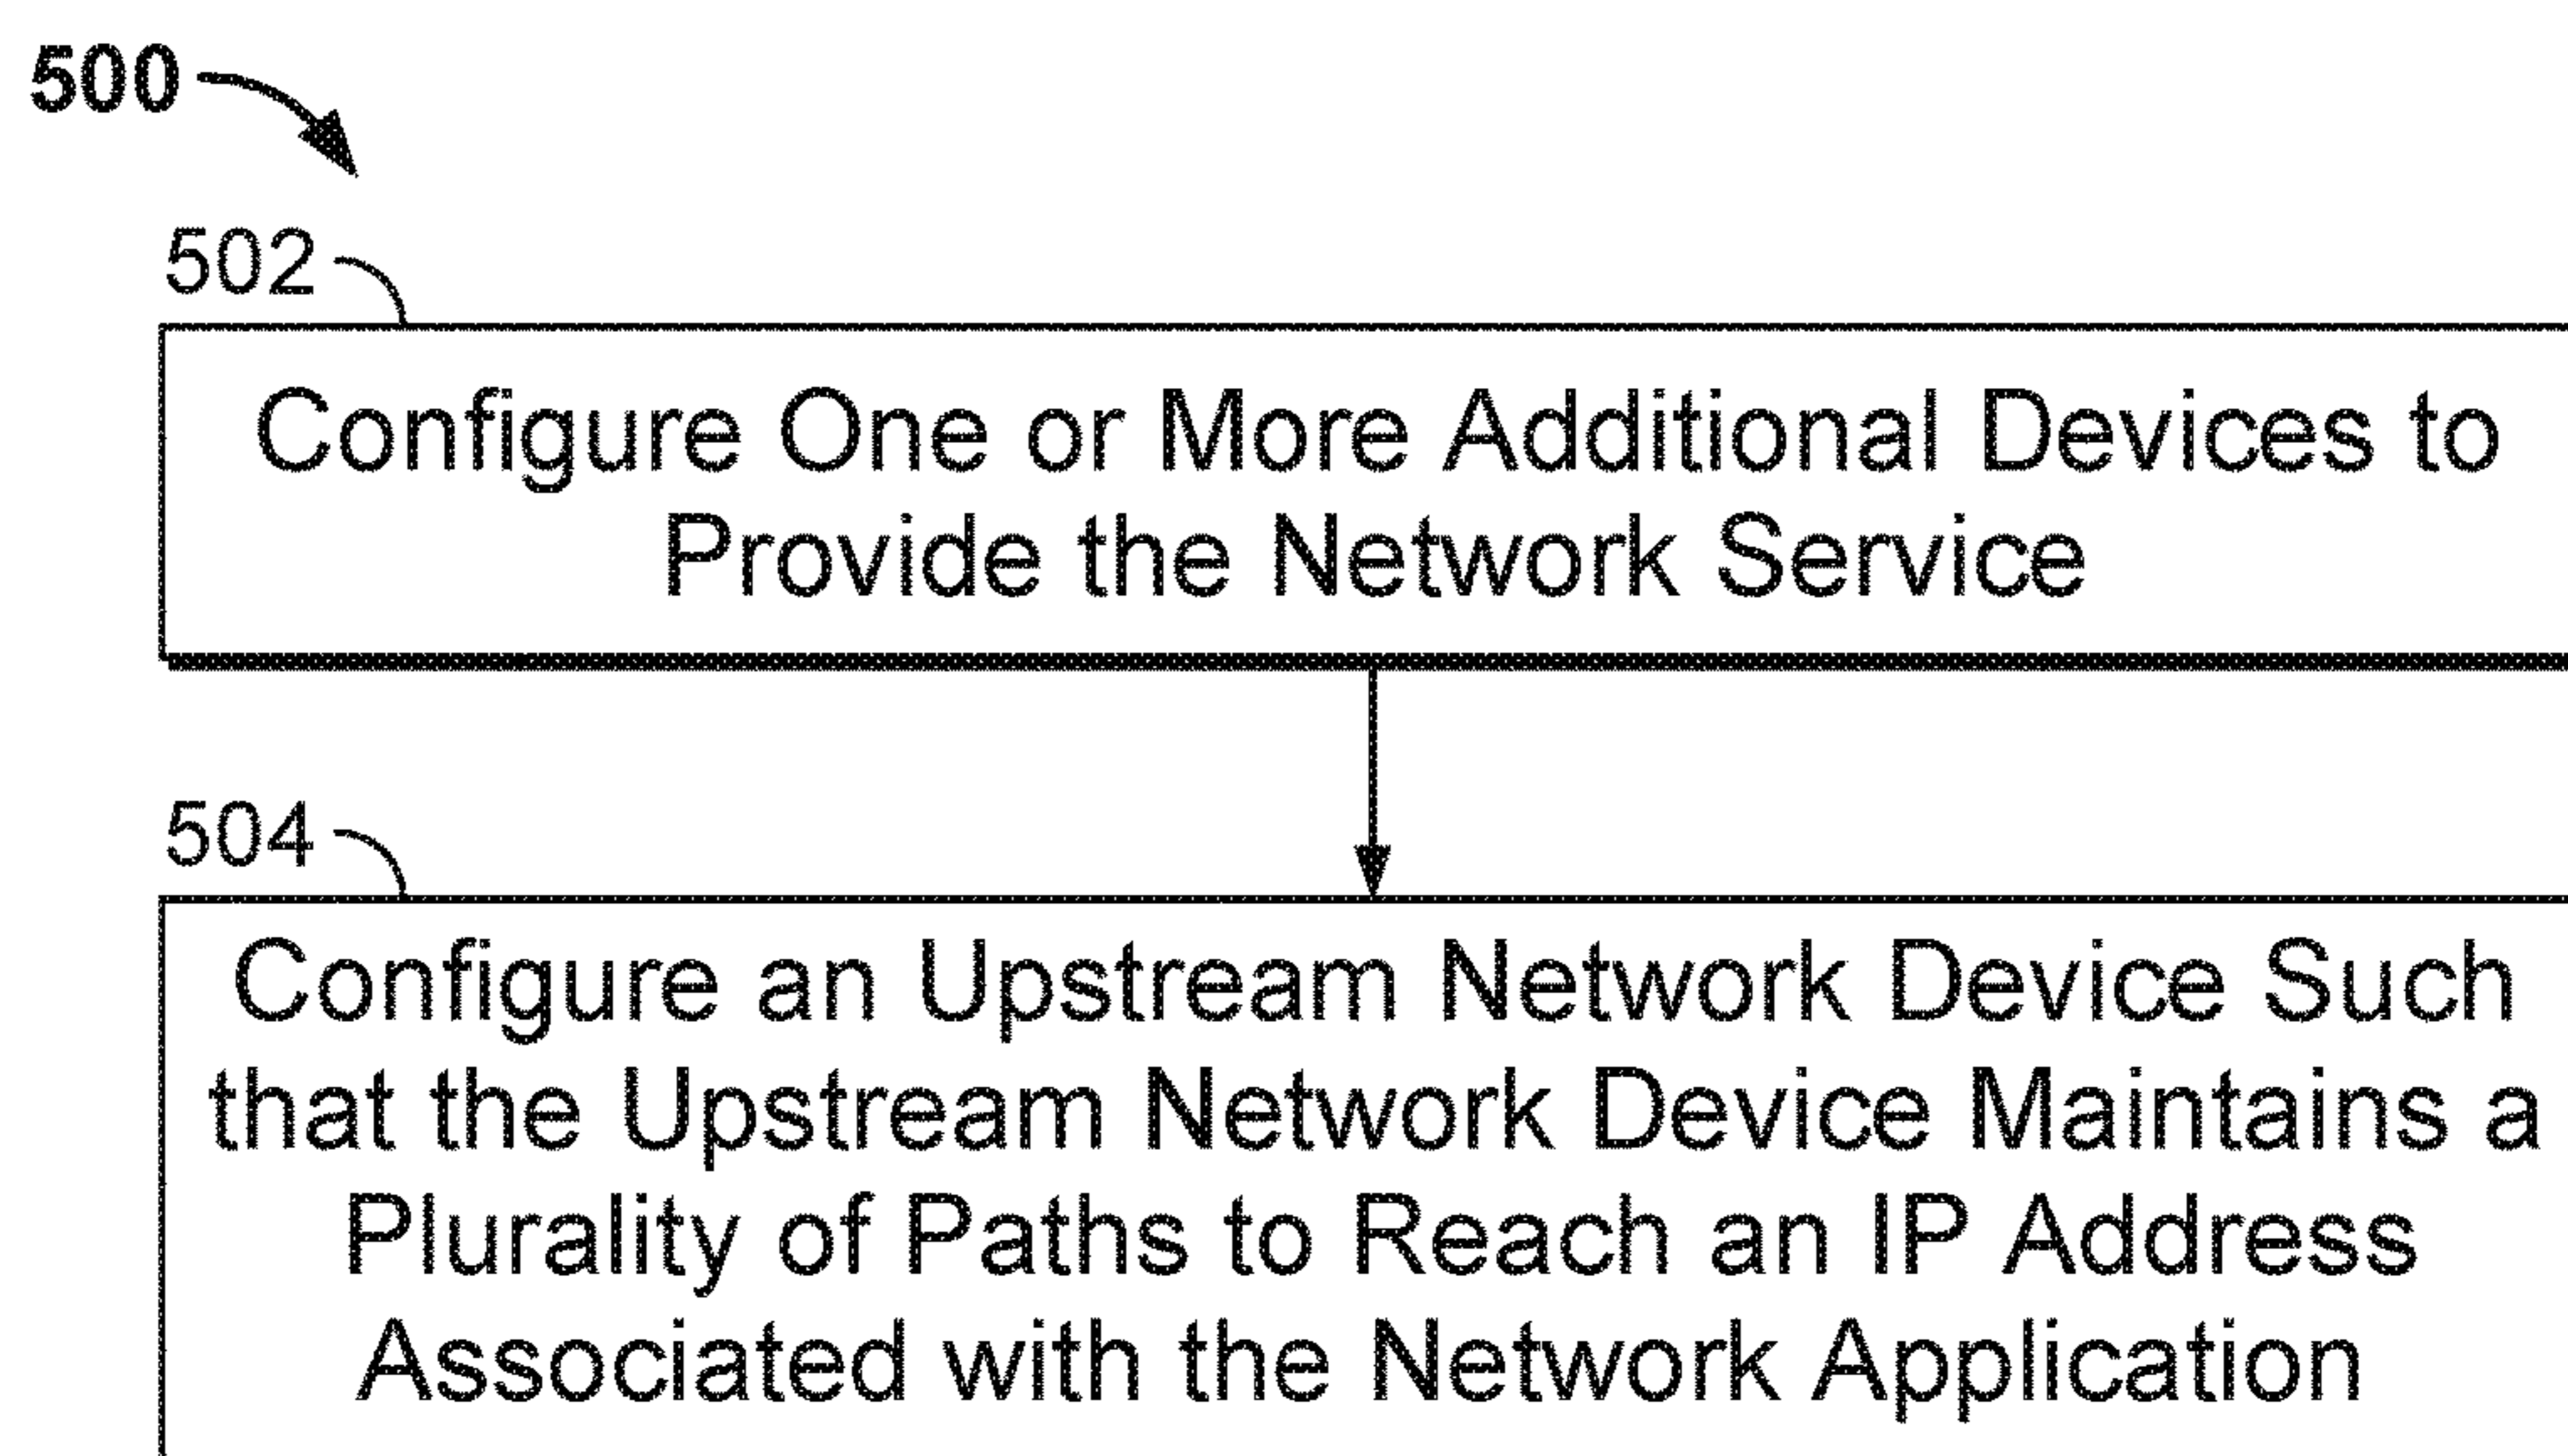 500
502
Configure One or More Additional Devices to
Provide the Network Service
504
Configure an Upstream Network Device Such
that the Upstream Network Device Maintains a
Plurality of Paths to Reach an IP Address
Associated with the Network Application